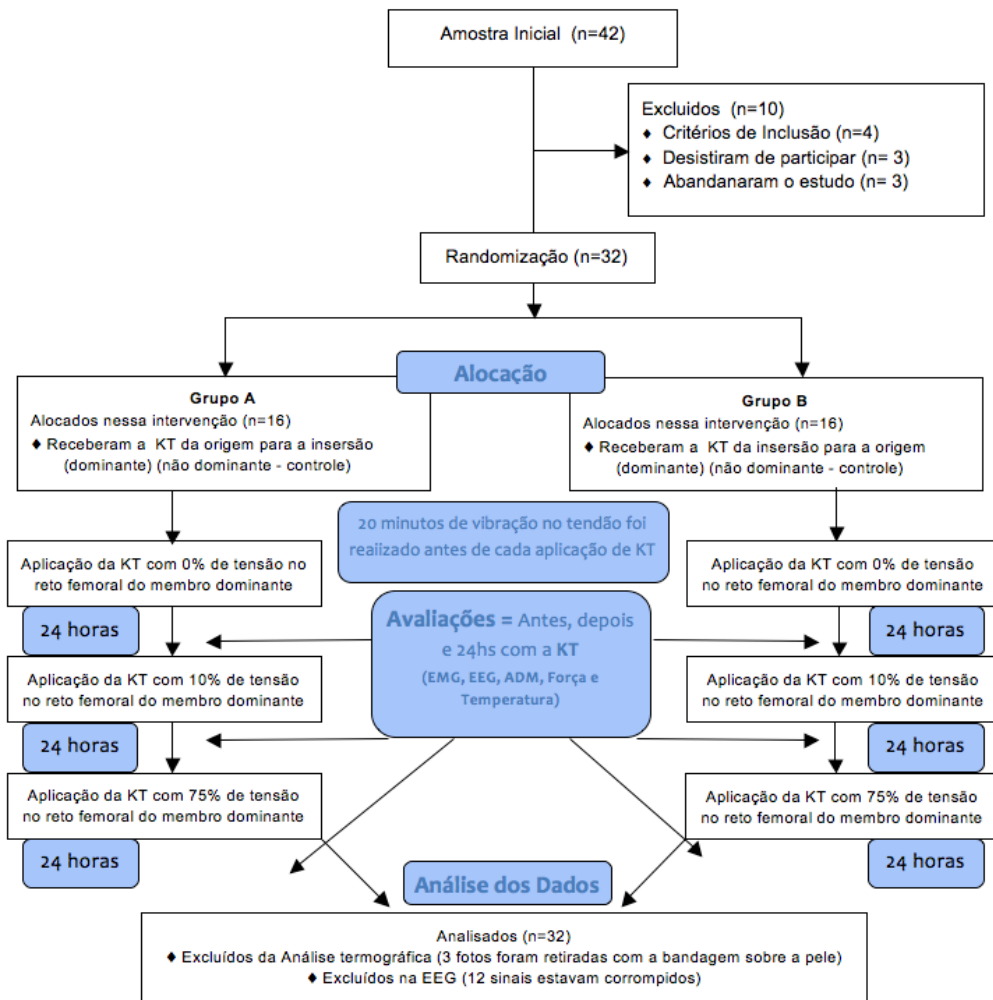 Amostra Inicial (n=42)
Excluidos (n=10)
♦ Critérios de Inclusão (n=4)
♦ Desistiram de participar (n= 3)
♦ Abandanaram o estudo (n= 3)
Randomização (n=32)
Alocação
Grupo A
Alocados nessa intervenção (n=16)
♦ Receberam a KT da origem para a insersão
(dominante) (não dominante - controle)
Grupo B
Alocados nessa intervenção (n=16)
♦ Receberam a KT da insersão para a origem
(dominante) (não dominante - controle)
20 minutos de vibração no tendão foi
reaiizado antes de cada aplicação de KT
Aplicação da KT com 0% de tensão no
reto femoral do membro dominante
24 horas
Aplicação da KT com 10% de tensão
no reto femoral do membro dominante
24 horas
Aplicação da KT com 75% de tensão
no reto femoral do membro dominante
24 horas
Avaliações = Antes, depois
e 24hs com a KT
(EMG, EEG, ADM, Força e
Temperatura)
Aplicação da KT com 0% de tensão
no reto femoral do membro dominante
24 horas
Aplicação da KT com 10% de tensão
no reto femoral do membro dominante
24 horas
Aplicação da KT com 75% de tensão
no reto femoral do membro dominante
24 horas
Análise dos Dados
Analisados (n=32)
♦ Excluídos da Análise termográfica (3 fotos foram retiradas com a bandagem sobre a pele)
♦ Excluídos na EEG (12 sinais estavam corrompidos)